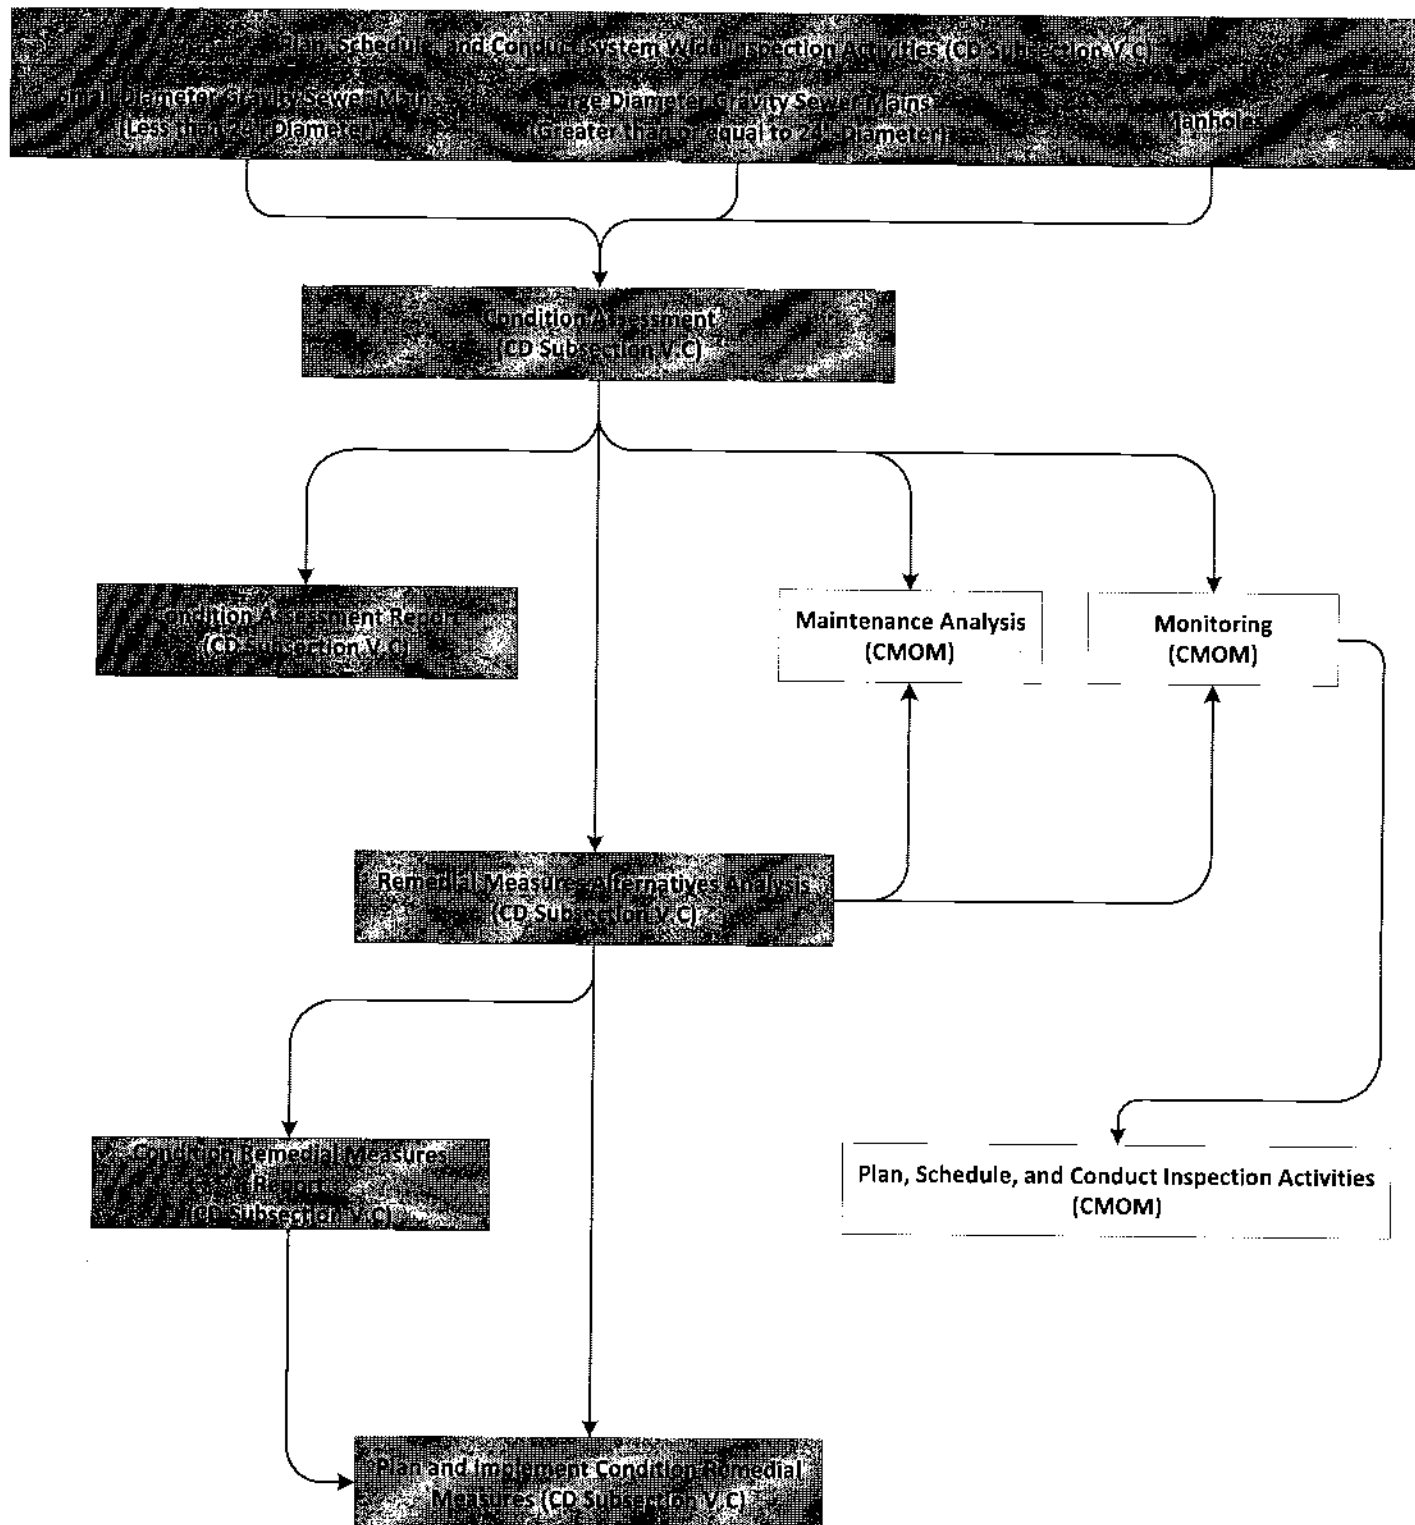 Plan, Schedule, and Conduct System Wide Inspection Activities (CD Subsection V.C)
Small Diameter Gravity Sewer Mains
[Less than Diameter]
Large Diameter Gravity Sewer Mains
[Greater than or equal to 24" Diameter]
Manholes
Condition Assessment
(CD Subsection V.C)
Condition Assessment Report
(CD Subsection V.C)
Maintenance Analysis
(CMOM)
Monitoring
(CMOM)
Remedial Measures Alternatives Analysis
(CD Subsection V.C)
Condition Remedial Measures
Report
(CD Subsection V.C)
Plan, Schedule, and Conduct Inspection Activities
(CMOM)
Plan and Implement Condition Remedial
Measures (CD Subsection V.C)